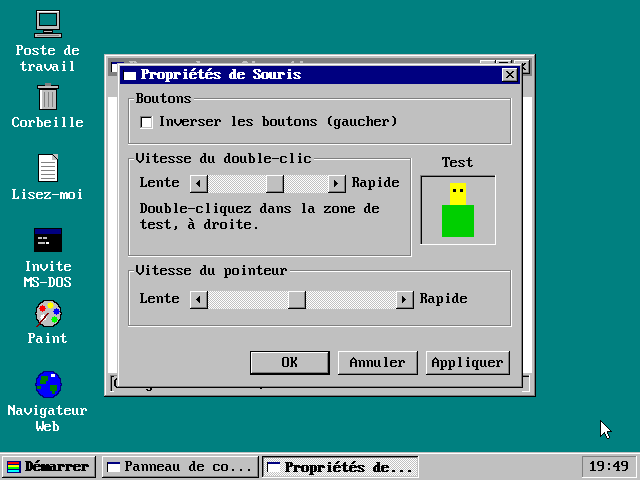 Poste de
travail
Corbeille
Lisez-moi
Invite
MS-DOS
Paint
Navigateur
Web
Propriétés de Souris
Boutons
Inverser les boutons (gaucher)
Vitesse du double-clic
Lente
Rapide
Double-cliquez dans la zone de
test, à droite.
Test
Vitesse du pointeur
Lente
Rapide
OK
Annuler
Appliquer
Démarrer
Panneau de co...
Propriétés de...
19:49